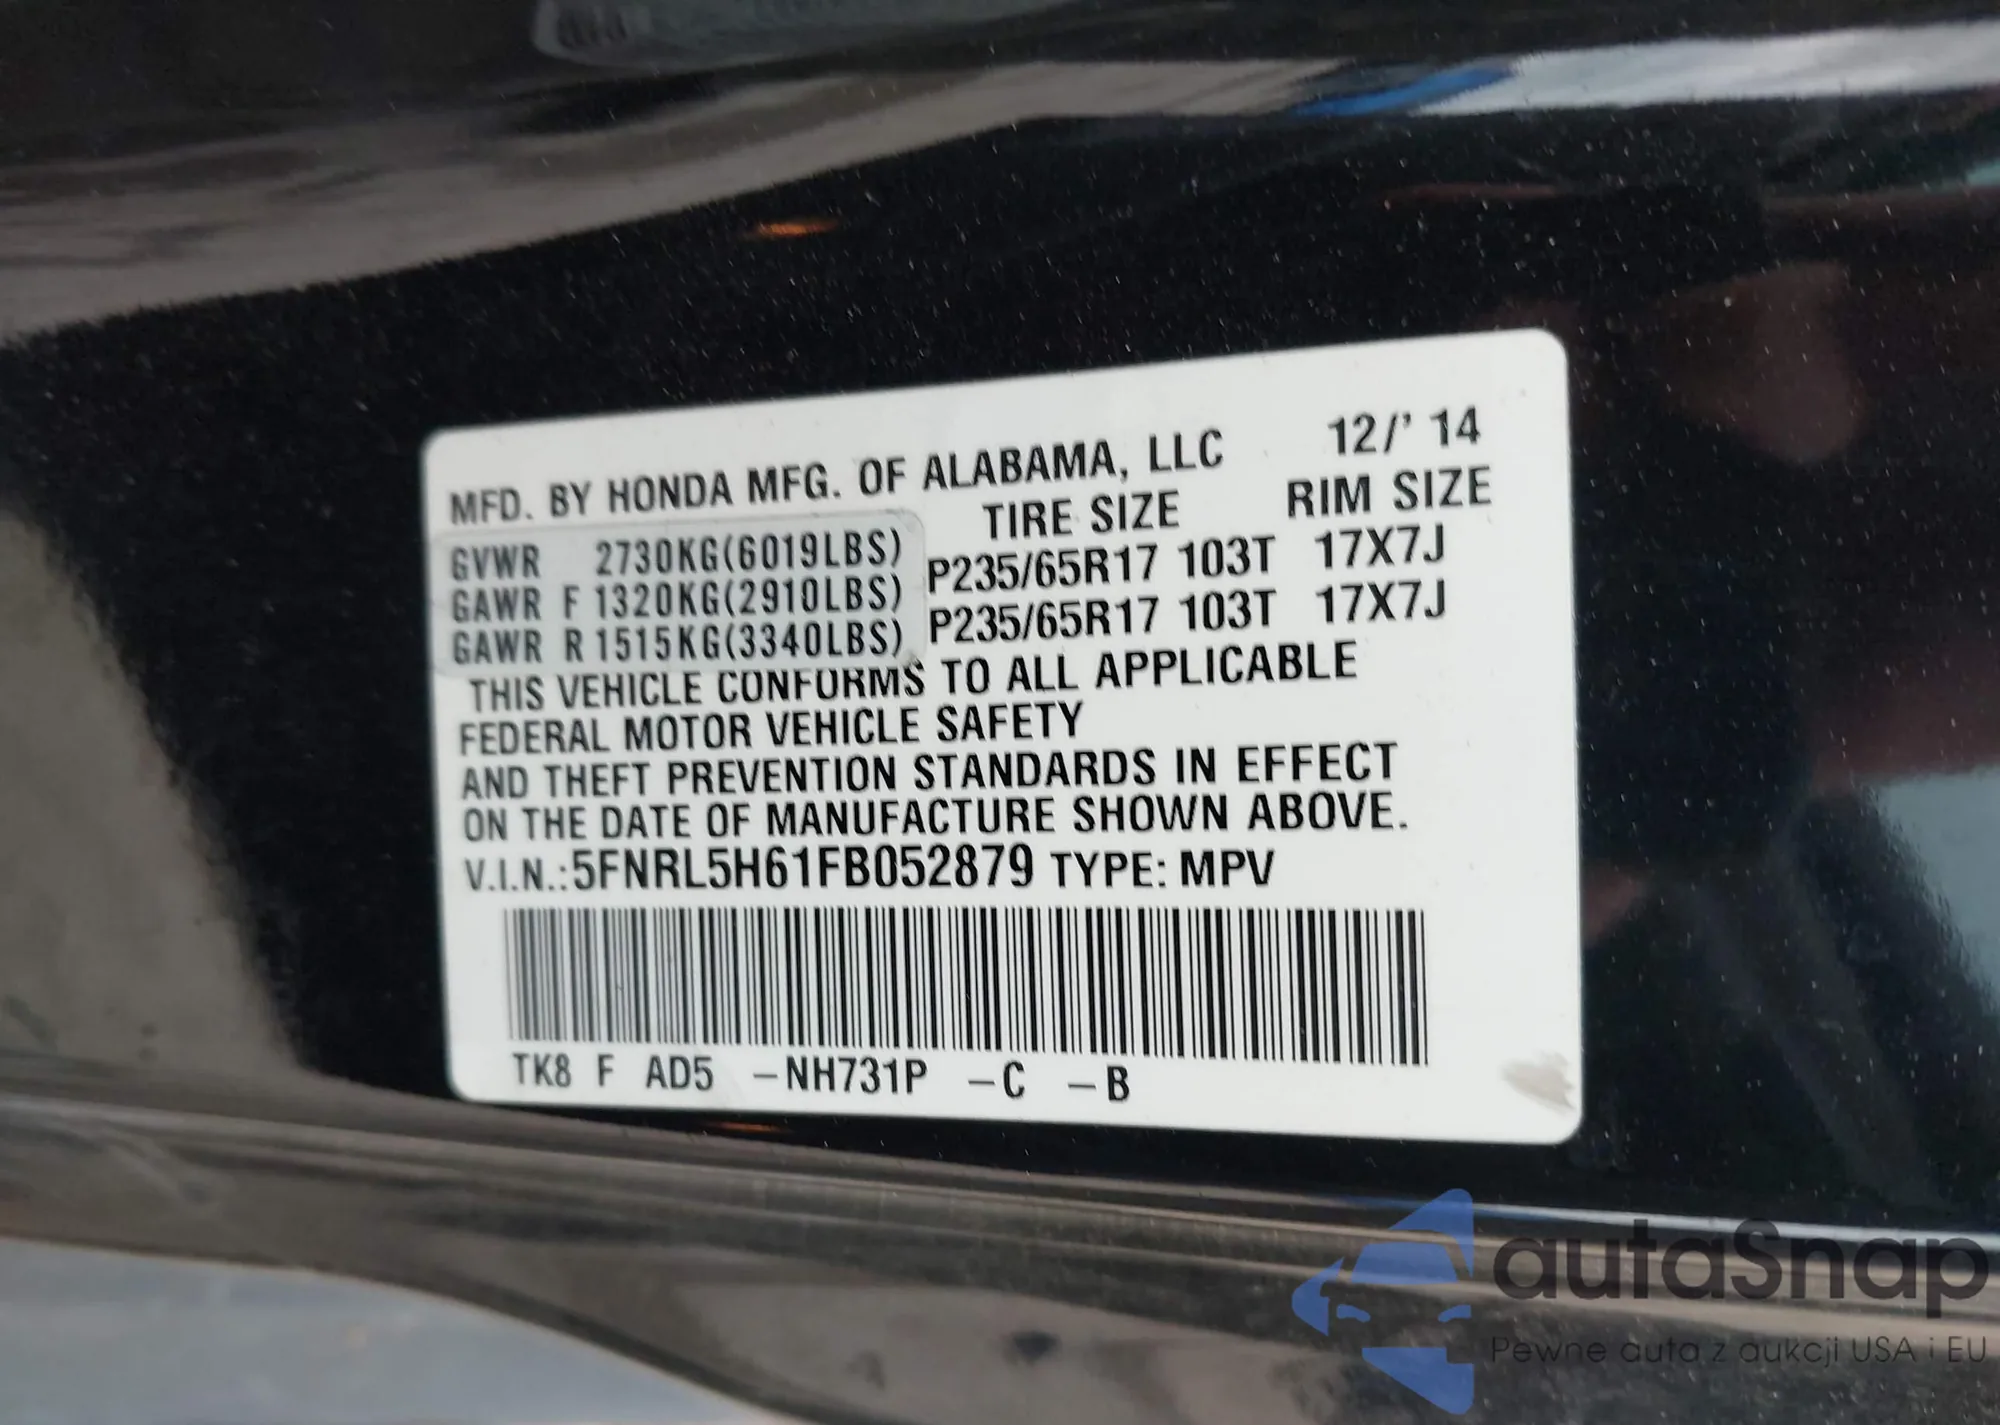 MFD. BY HONDA MFG. OF ALABAMA, LLC 12/' 14
TIRE SIZE RIM SIZE
GVWR 2730KG(6019LBS) P235/65R17 103T 17X7J
GAWR F 1320KG(2910LBS) P235/65R17 103T 17X7J
GAWR R 1515KG(3340LBS)
THIS VEHICLE CONFORMS TO ALL APPLICABLE
FEDERAL MOTOR VEHICLE SAFETY
AND THEFT PREVENTION STANDARDS IN EFFECT
ON THE DATE OF MANUFACTURE SHOWN ABOVE.
V.I.N.:5FNRL5H61FB052879 TYPE: MPV
TK8 F AD5 –NH731P –C –B
autaSnap
Pewne auta z aukcji USA i EU